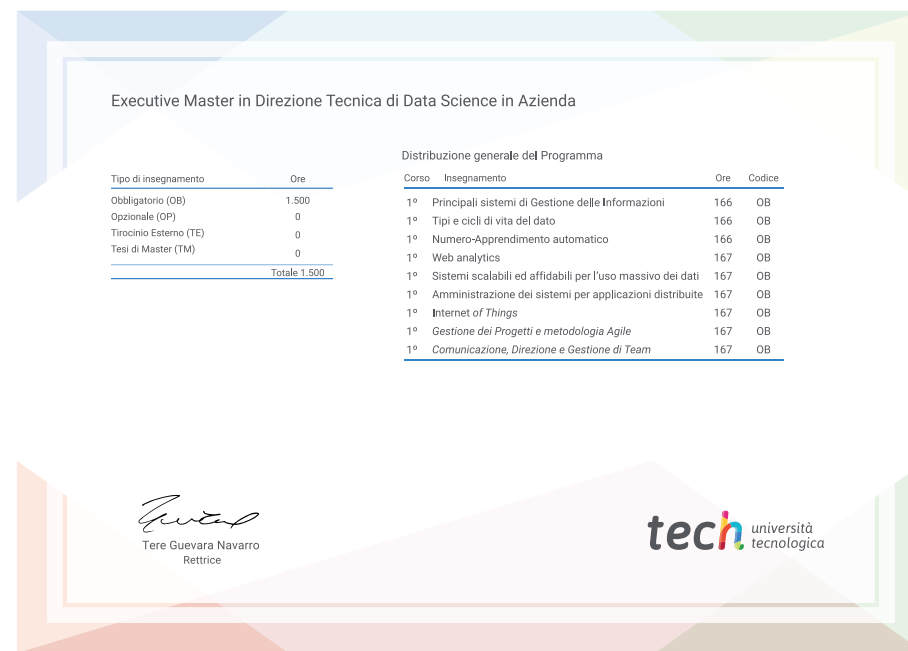 Executive Master in Direzione Tecnica di Data Science in Azienda
Tipo di insegnamento Ore
Obbligatorio (OB) 1.500
Opzionale (OP) 0
Tirocinio Esterno (TE) 0
Tesi di Master (TM) 0
Totale 1.500
Distribuzione generale del Programma
Corso Insegnamento Ore Codice
1º Principali sistemi di Gestione delle Informazioni 166 OB
1º Tipi e cicli di vita del dato 166 OB
1º Numero-Apprendimento automatico 166 OB
1º Web analytics 167 OB
1º Sistemi scalabili ed affidabili per l'uso massivo dei dati 167 OB
1º Amministrazione dei sistemi per applicazioni distribuite 167 OB
1º Internet of Things 167 OB
1º Gestione dei Progetti e metodologia Agile 167 OB
1º Comunicazione, Direzione e Gestione di Team 167 OB
Tere Guevara Navarro
Rettrice
tech università tecnologica